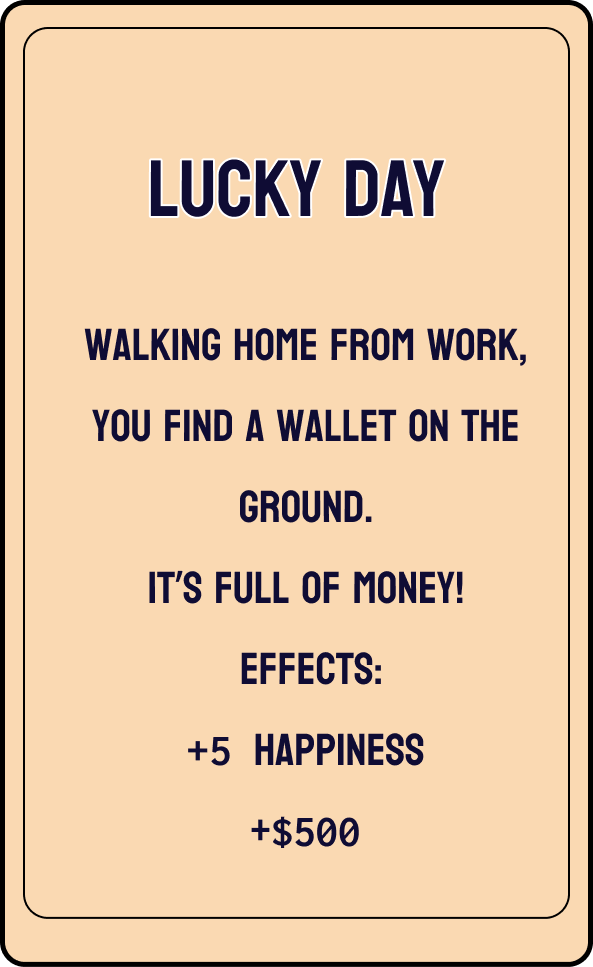 LUCKY DAY
WALKING HOME FROM WORK,
YOU FIND A WALLET ON THE
GROUND.
IT'S FULL OF MONEY!
EFFECTS:
+5 HAPPINESS
+$500